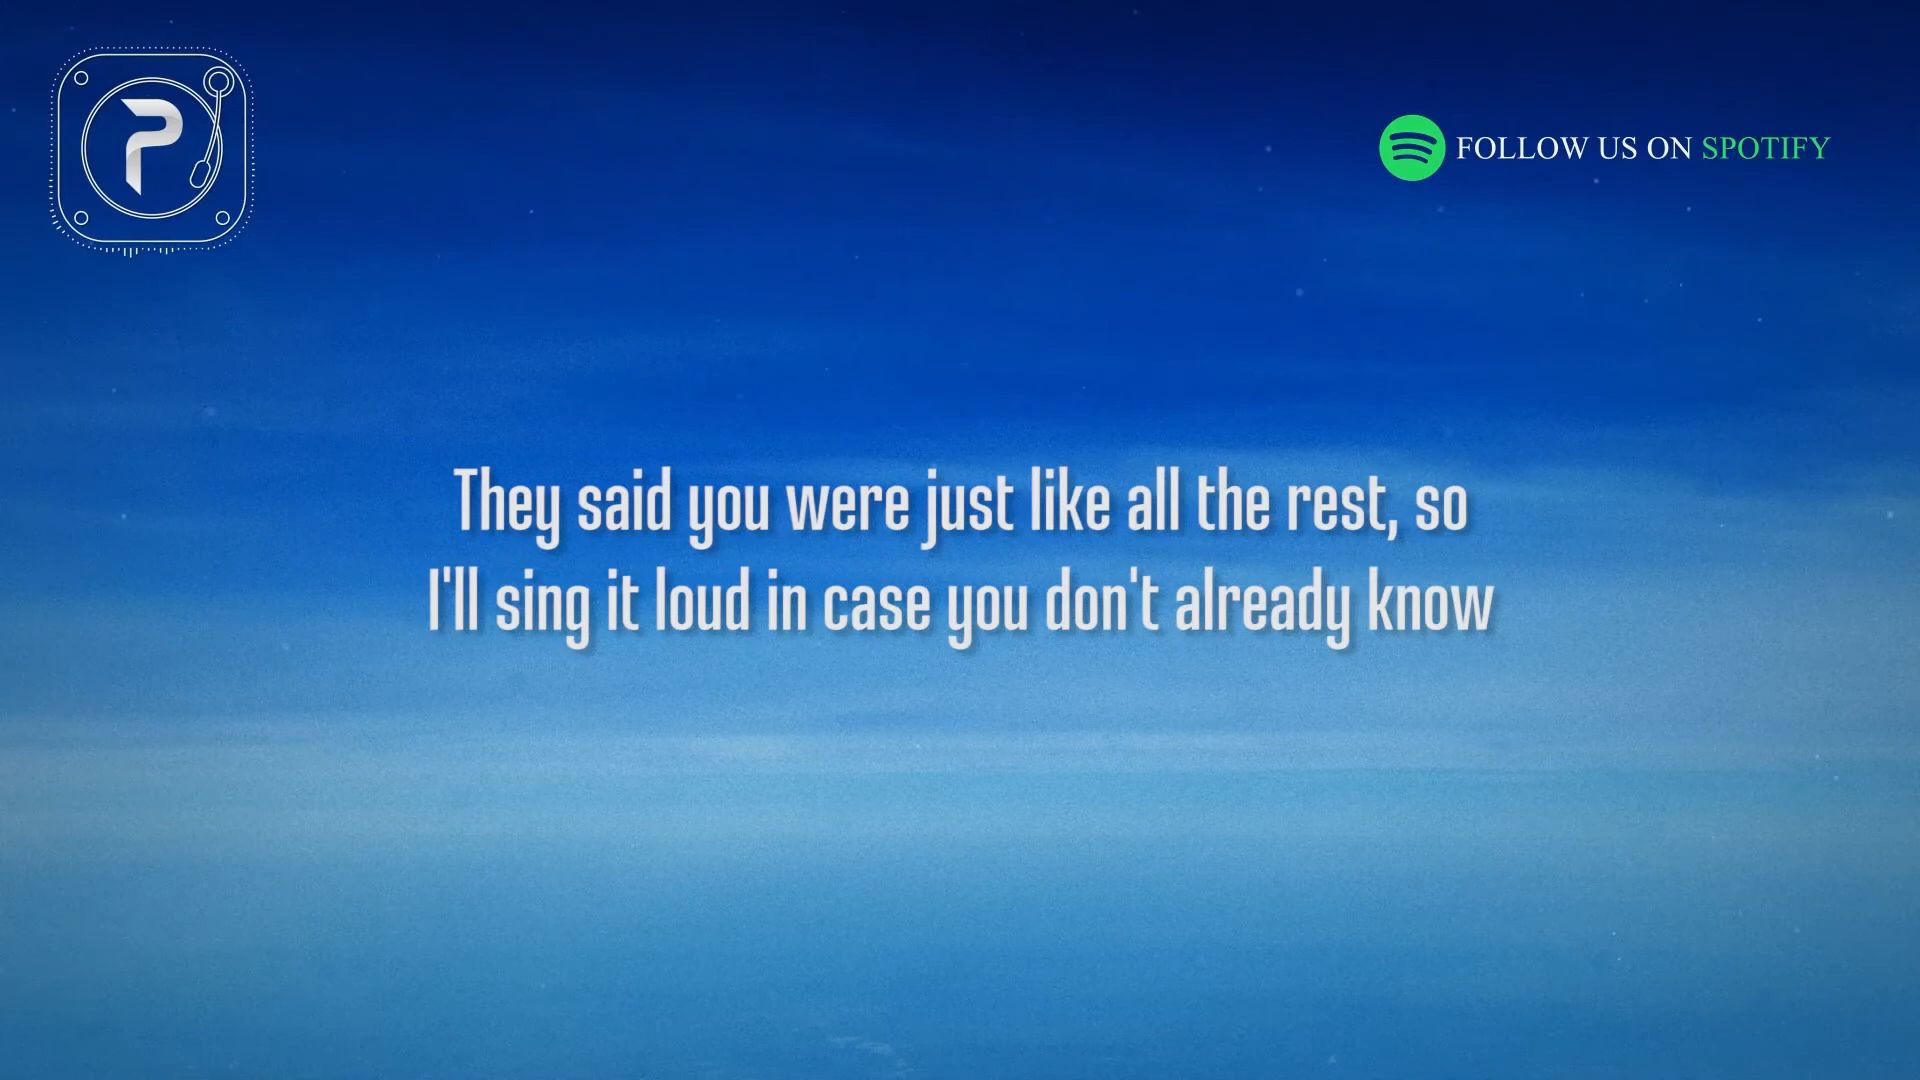 P
FOLLOW US ON SPOTIFY
They said you were just like all the rest, so
I'll sing it loud in case you don't already know